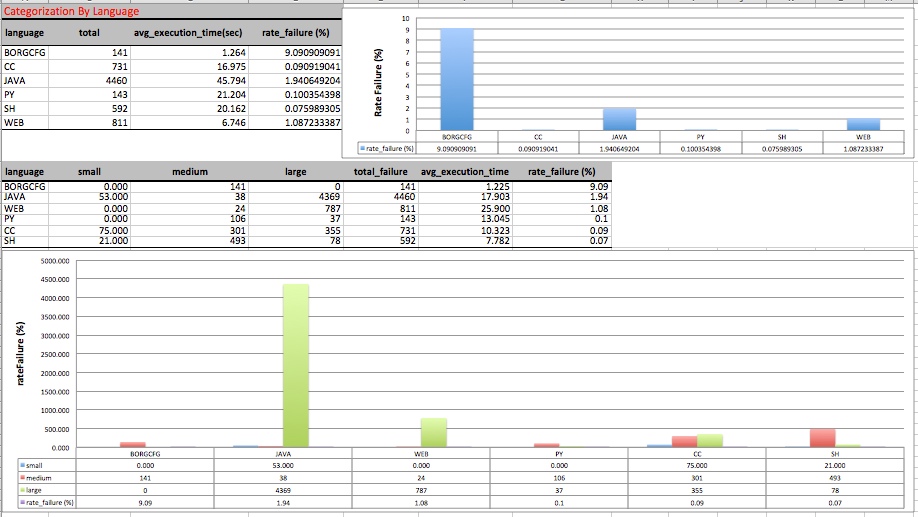 Categorization By Language
language total avg_execution_time(sec) rate_failure (%)
BORGCFG 141 1.264 9.090909091
CC 731 16.975 0.090919041
JAVA 4460 45.794 1.940649204
PY 143 21.204 0.100354398
SH 592 20.162 0.075989305
WEB 811 6.746 1.087233387
Rate Failure (%)
10
9
8
7
6
5
4
3
2
1
0
BORGCFG CC JAVA PY SH WEB
rate_failure (%) 9.090909091 0.090919041 1.940649204 0.100354398 0.075989305 1.087233387
language small medium large total_failure avg_execution_time rate_failure (%)
BORGCFG 0.000 141 0 141 1.225 9.09
JAVA 53.000 38 4369 4460 17.903 1.94
WEB 0.000 24 787 811 25.900 1.08
PY 0.000 106 37 143 13.045 0.1
CC 75.000 301 355 731 10.323 0.09
SH 21.000 493 78 592 7.782 0.07
rateFailure (%)
5000.000
4500.000
4000.000
3500.000
3000.000
2500.000
2000.000
1500.000
1000.000
500.000
0.000
BORGCFG JAVA WEB PY CC SH
small 0.000 53.000 0.000 0.000 75.000 21.000
medium 141 38 24 106 301 493
large 0 4369 787 37 355 78
rate_failure (%) 9.09 1.94 1.08 0.1 0.09 0.07